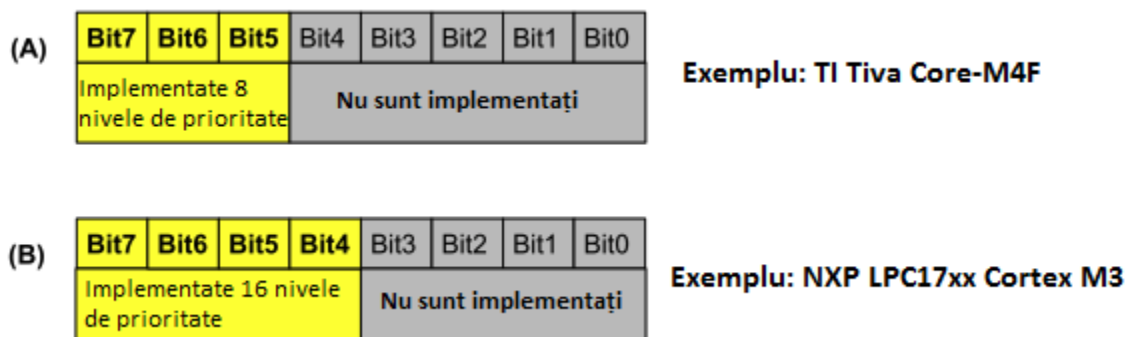 (A)
Bit7 Bit6 Bit5 Bit4 Bit3 Bit2 Bit1 Bit0
Implementate 8
nivele de prioritate
Nu sunt implementați
Exemplu: TI Tiva Core-M4F
(B)
Bit7 Bit6 Bit5 Bit4 Bit3 Bit2 Bit1 Bit0
Implementate 16 nivele
de prioritate
Nu sunt implementați
Exemplu: NXP LPC17xx Cortex M3